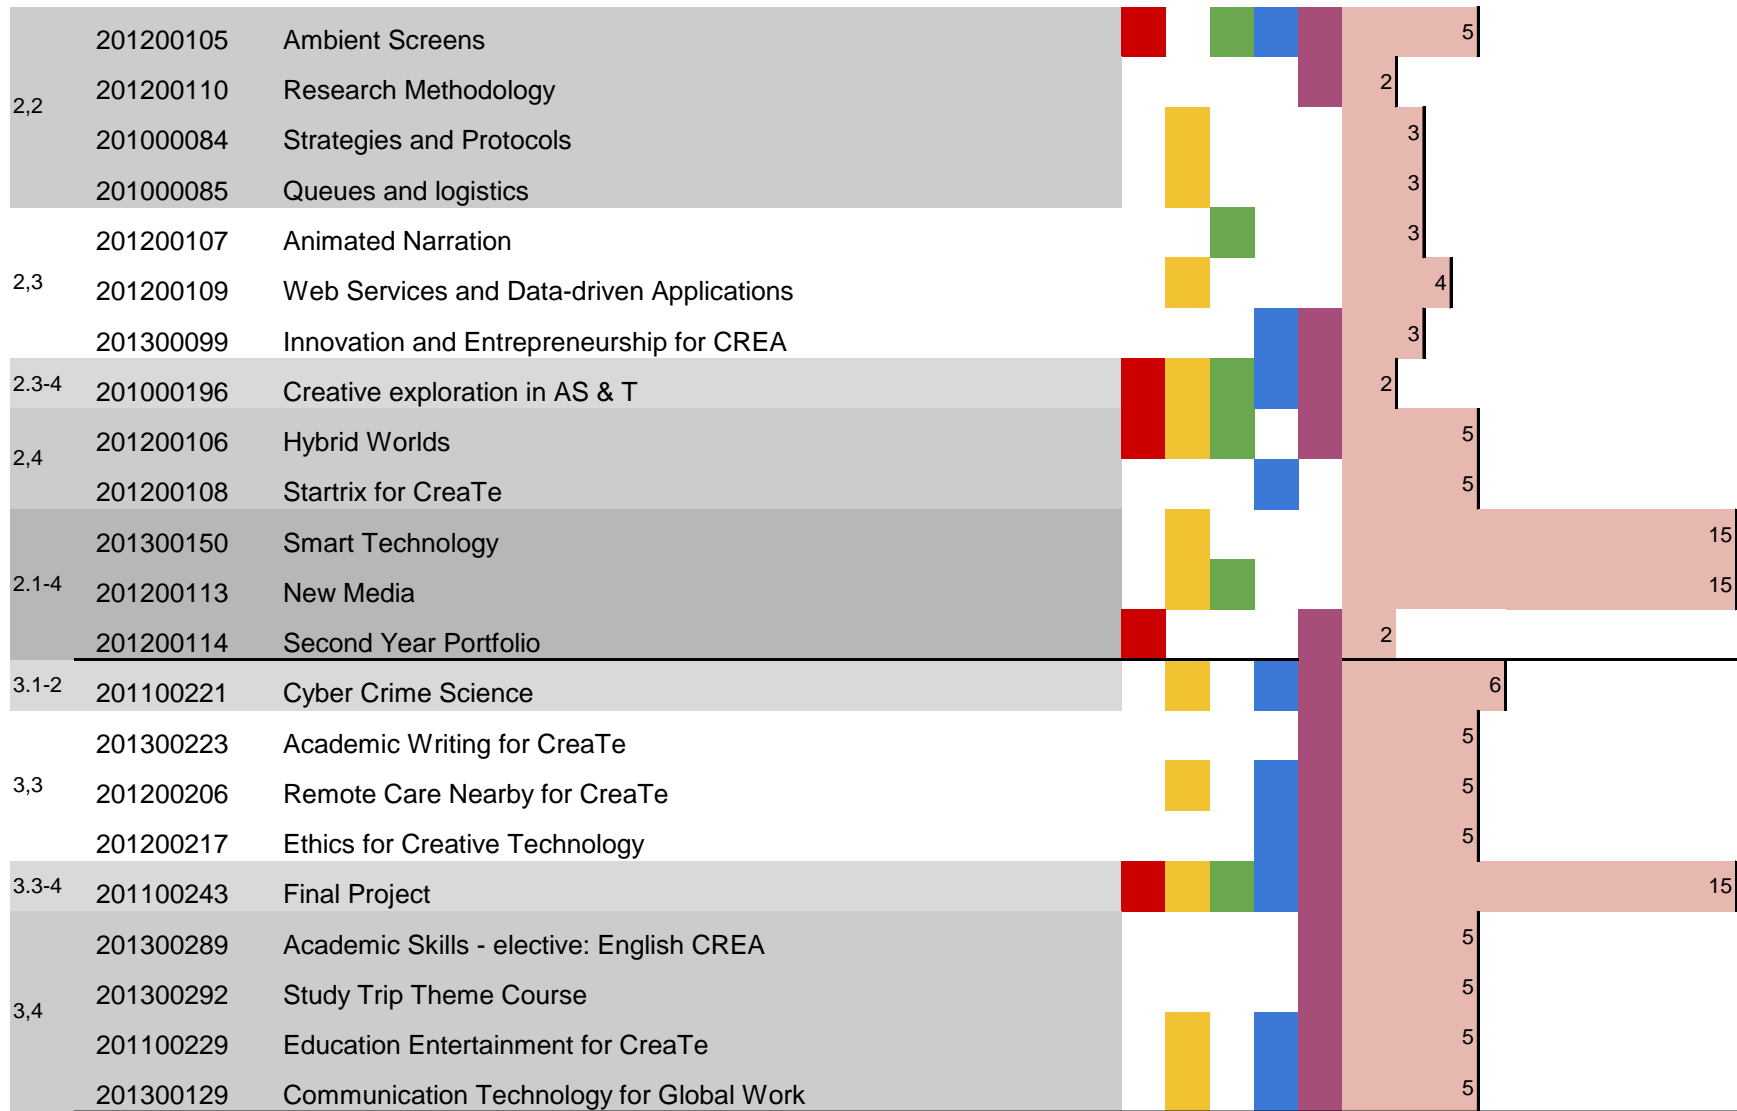 201200105 Ambient Screens 5
201200110 Research Methodology 2
2,2
201000084 Strategies and Protocols 3
201000085 Queues and logistics 3
201200107 Animated Narration 3
2,3 201200109 Web Services and Data-driven Applications 4
201300099 Innovation and Entrepreneurship for CREA 3
2.3-4 201000196 Creative exploration in AS & T 2
201200106 Hybrid Worlds 5
2,4
201200108 Startrix for CreaTe 5
201300150 Smart Technology 15
2.1-4 201200113 New Media 15
201200114 Second Year Portfolio 2
3.1-2 201100221 Cyber Crime Science 6
201300223 Academic Writing for CreaTe 5
3,3 201200206 Remote Care Nearby for CreaTe 5
201200217 Ethics for Creative Technology 5
3.3-4 201100243 Final Project 15
201300289 Academic Skills - elective: English CREA 5
201300292 Study Trip Theme Course 5
3,4
201100229 Education Entertainment for CreaTe 5
201300129 Communication Technology for Global Work 5